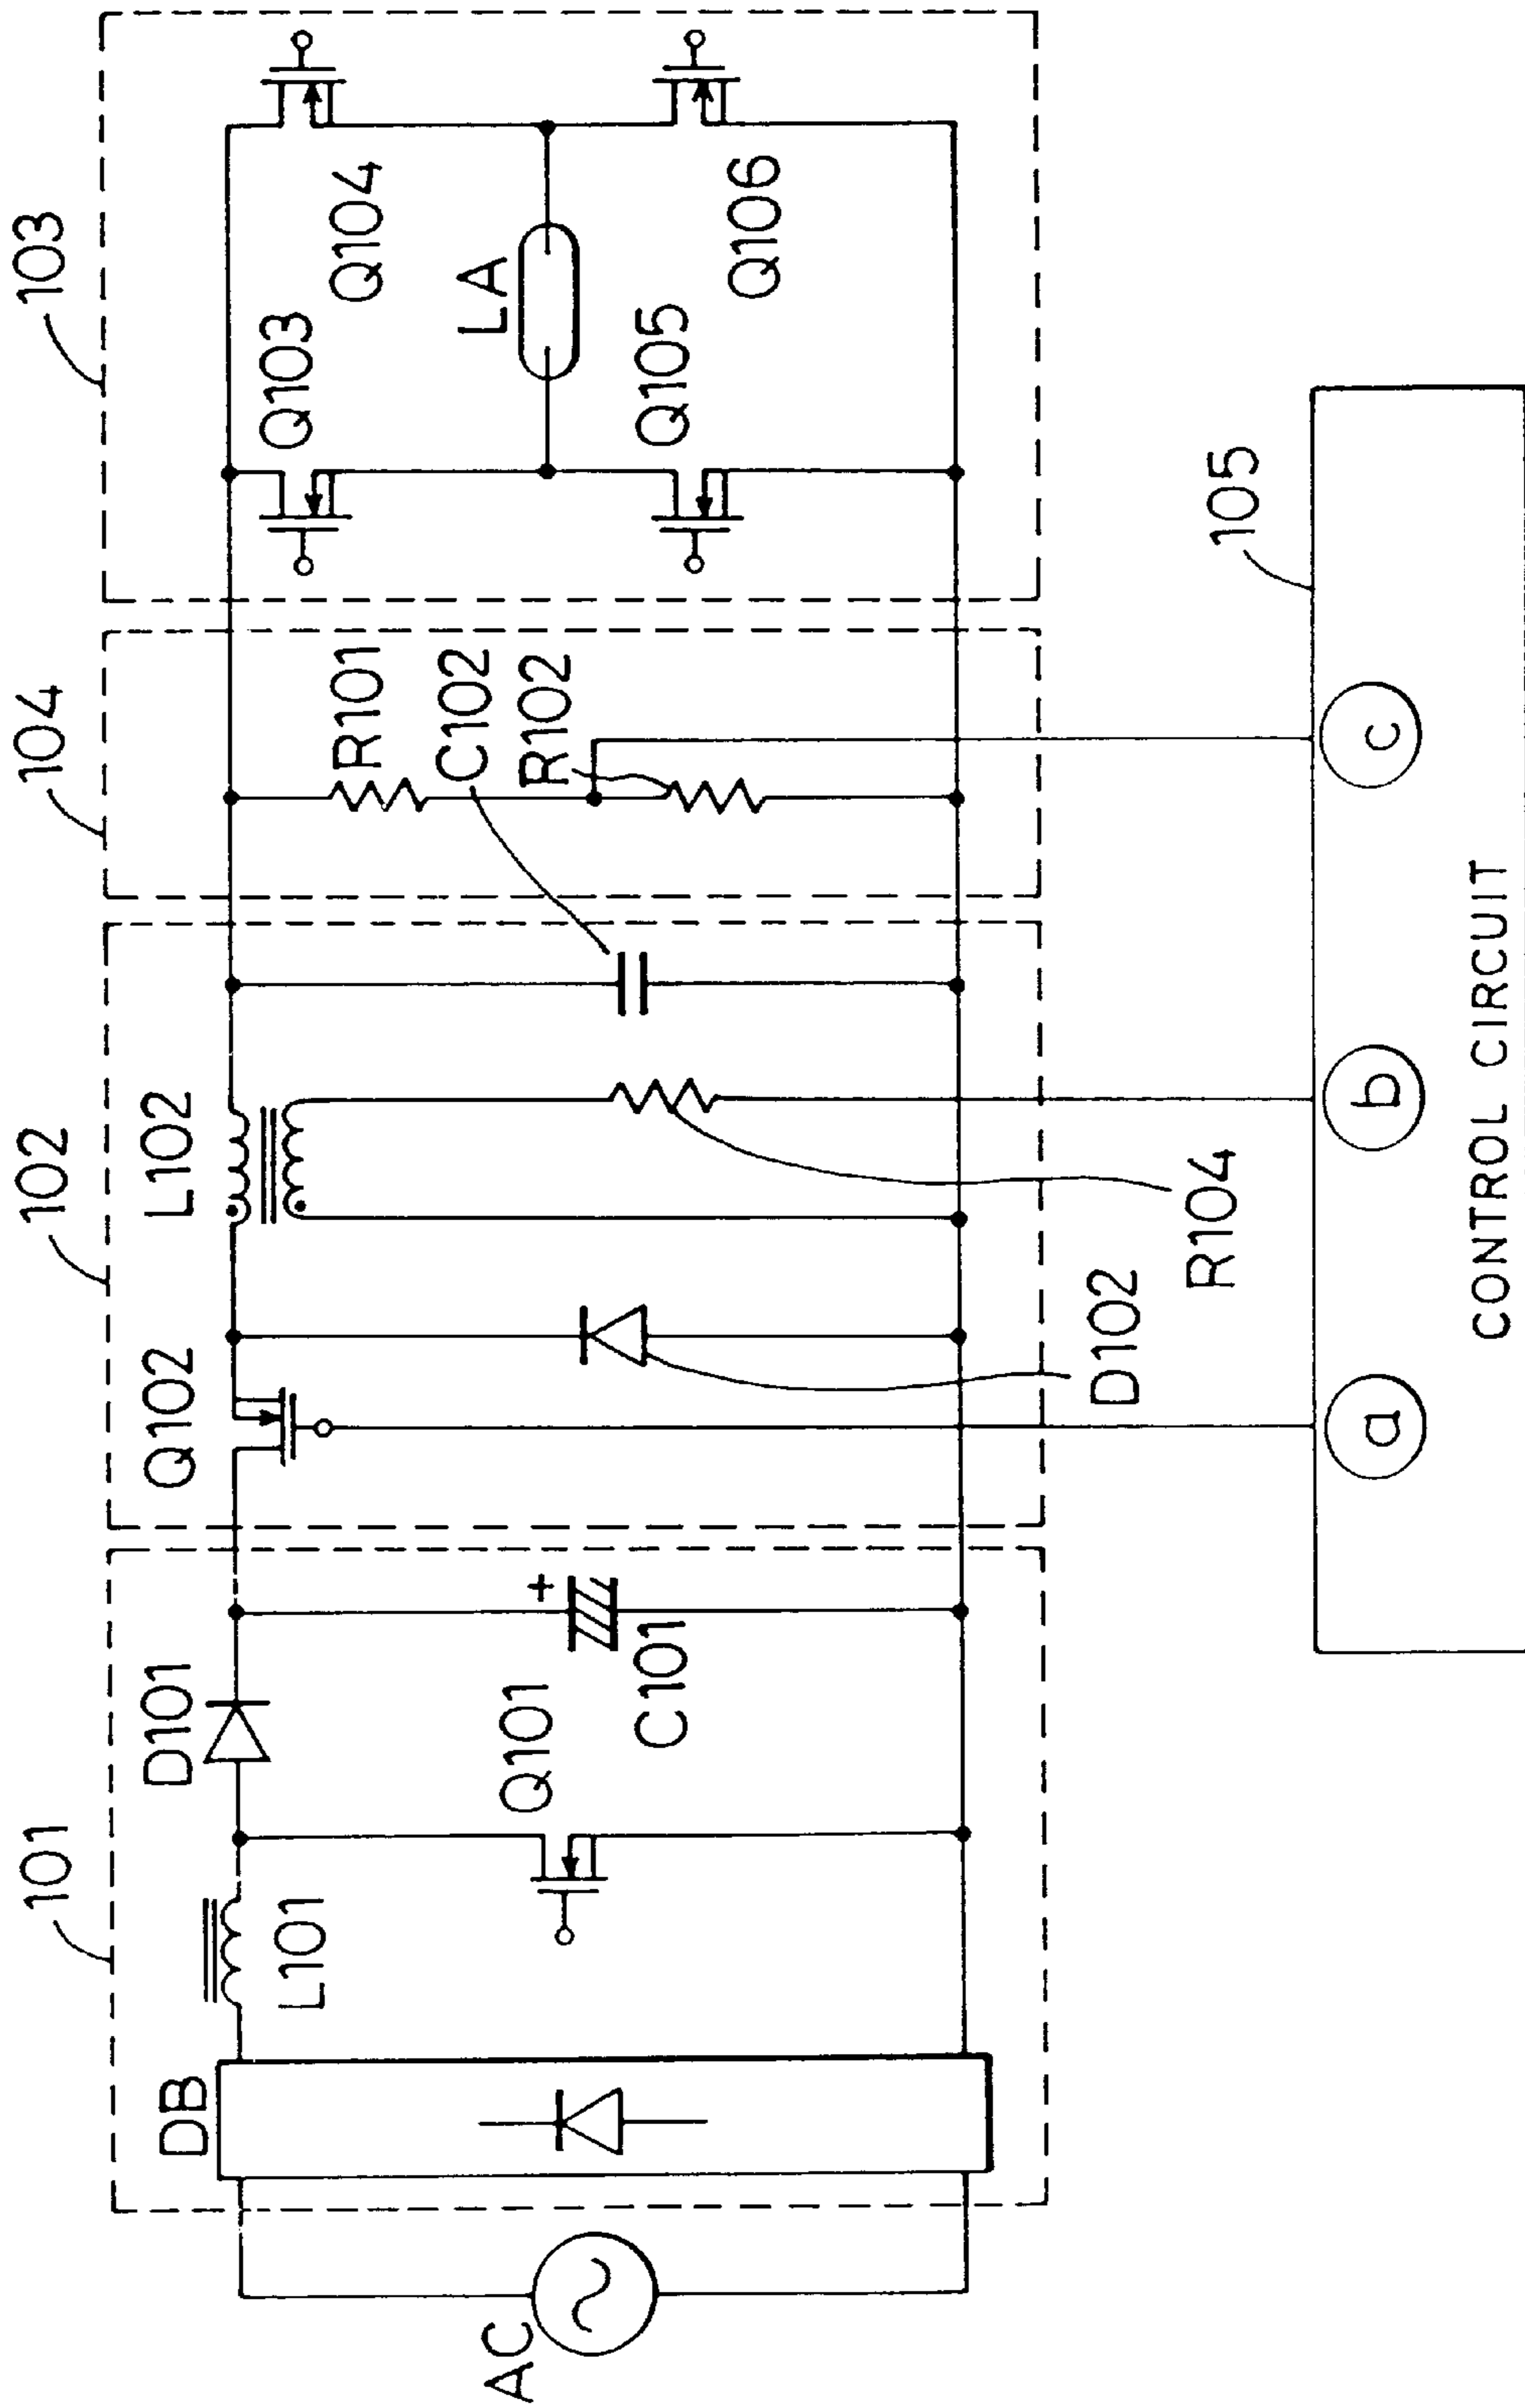 101
102
104
103
DB
D101
Q102
L102
L101
Q101
C101
R101
C102
R102
Q103
Q104
LA
Q105
Q106
AC
+
D102
R104
105
a
b
c
CONTROL CIRCUIT